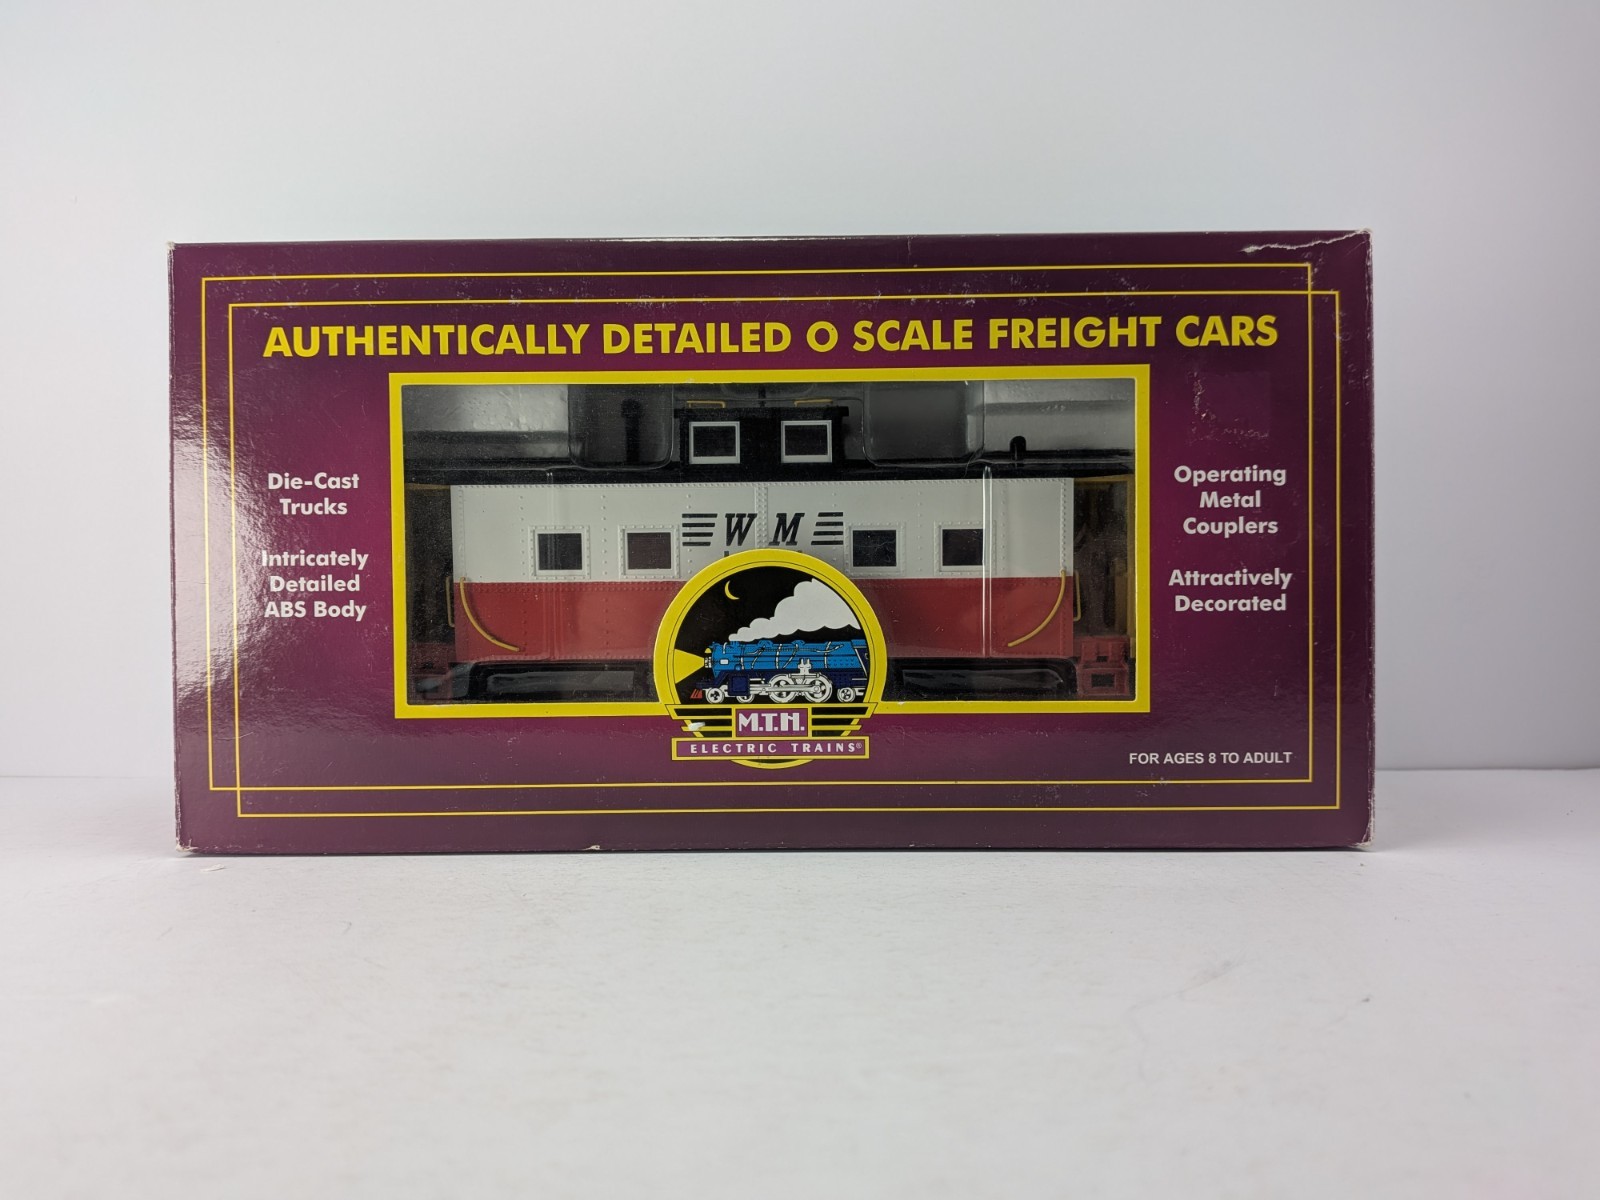 AUTHENTICALLY DETAILED O SCALE FREIGHT CARS
Die-Cast
Trucks
Intricately
Detailed
ABS Body
W M
Operating
Metal
Couplers
Attractively
Decorated
M.T.H.
ELECTRIC TRAINS®
FOR AGES 8 TO ADULT